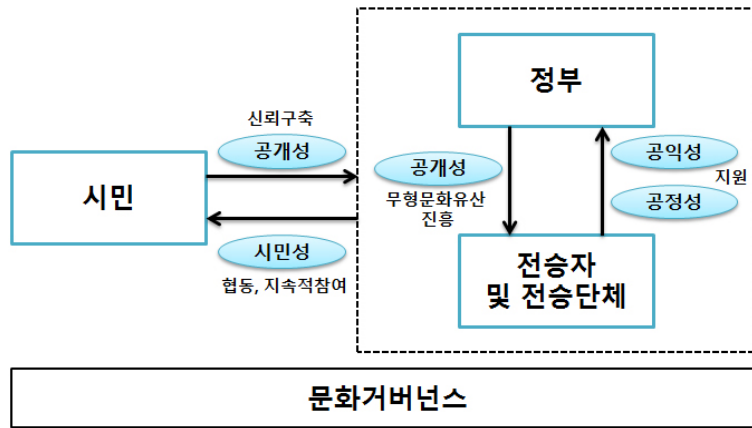 정부
신뢰구축
공개성
시민
공개성
무형문화유산
진흥
공익성
지원
공정성
시민성
협동, 지속적참여
전승자
및 전승단체
문화거버넌스